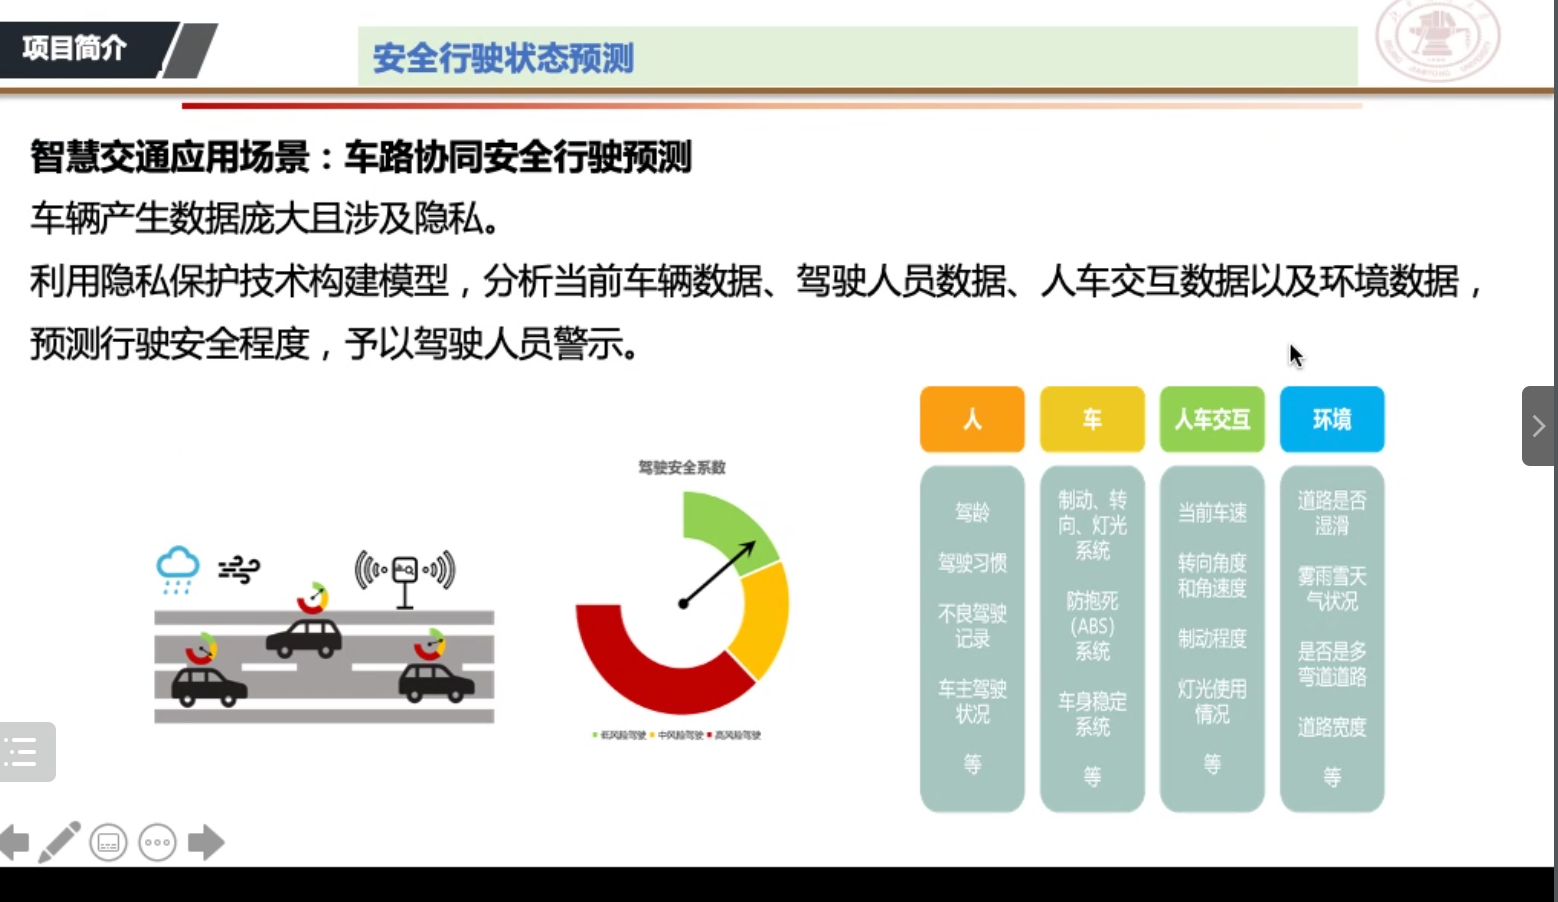 项目简介
安全行驶状态预测
智慧交通应用场景：车路协同安全行驶预测
车辆产生数据庞大且涉及隐私。
利用隐私保护技术构建模型，分析当前车辆数据、驾驶人员数据、人车交互数据以及环境数据，
预测行驶安全程度，予以驾驶人员警示。
驾驶安全系数
低风险驾驶 中风险驾驶 高风险驾驶
人
驾龄
驾驶习惯
不良驾驶
记录
车主驾驶
状况
等
车
制动、转
向、灯光
系统
防抱死
(ABS)
系统
车身稳定
系统
等
人车交互
当前车速
转向角度
和角速度
制动程度
灯光使用
情况
等
环境
道路是否
湿滑
雾雨雪天
气状况
是否是多
弯道道路
道路宽度
等